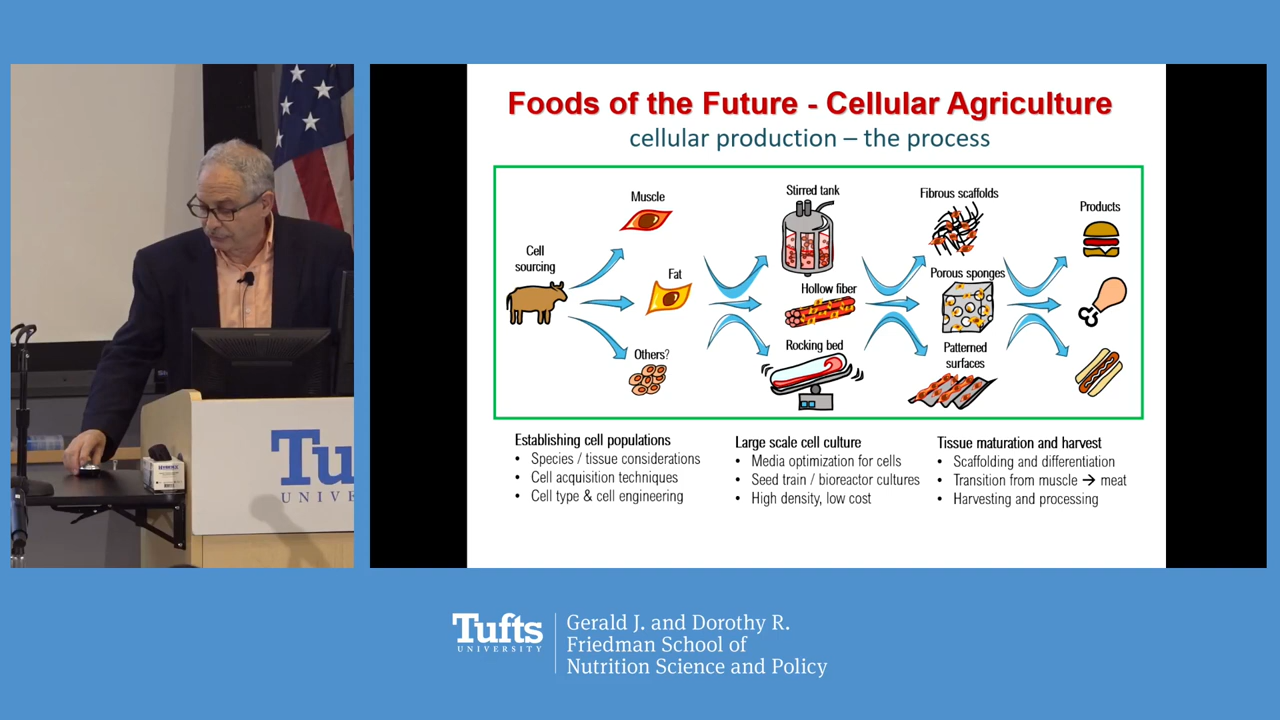 Foods of the Future - Cellular Agriculture
cellular production – the process
Cell
sourcing
Muscle
Fat
Others?
Stirred tank
Hollow fiber
Rocking bed
Fibrous scaffolds
Porous sponges
Patterned
surfaces
Products
Establishing cell populations
• Species / tissue considerations
• Cell acquisition techniques
• Cell type & cell engineering
Large scale cell culture
• Media optimization for cells
• Seed train / bioreactor cultures
• High density, low cost
Tissue maturation and harvest
• Scaffolding and differentiation
• Transition from muscle → meat
• Harvesting and processing
Tu
UNIVERS
Tufts
UNIVERSITY
Gerald J. and Dorothy R.
Friedman School of
Nutrition Science and Policy